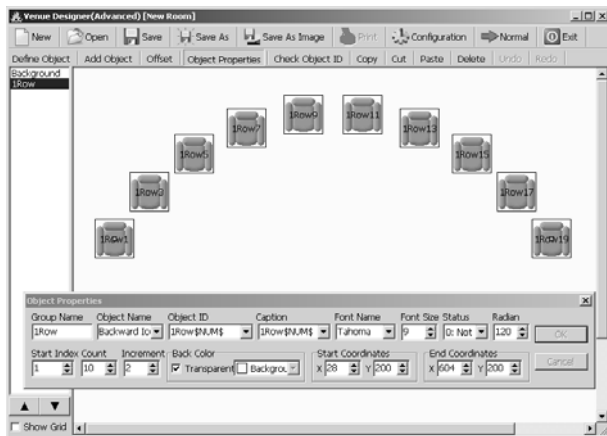 Venue Designer(Advanced) [New Room]
New Open Save Save As Save As Image Print Configuration Normal Exit
Define Object Add Object Offset Object Properties Check Object ID Copy Cut Paste Delete Undo Redo
Background
1Row
1Row9 1Row11
1Row7 1Row13
1Row5 1Row15
1Row3 1Row17
1Row1 1Row19
Object Properties
Group Name Object Name Object ID Caption Font Name Font Size Status Radian
1Row Backward Ic 1Row$NUM$ 1Row$NUM$ Tahoma 9 0: Not 120 OK
Start Index Count Increment Back Color Start Coordinates End Coordinates
1 10 2 Transparent Backgrou X 28 Y 200 X 604 Y 200 Cancel
Show Grid